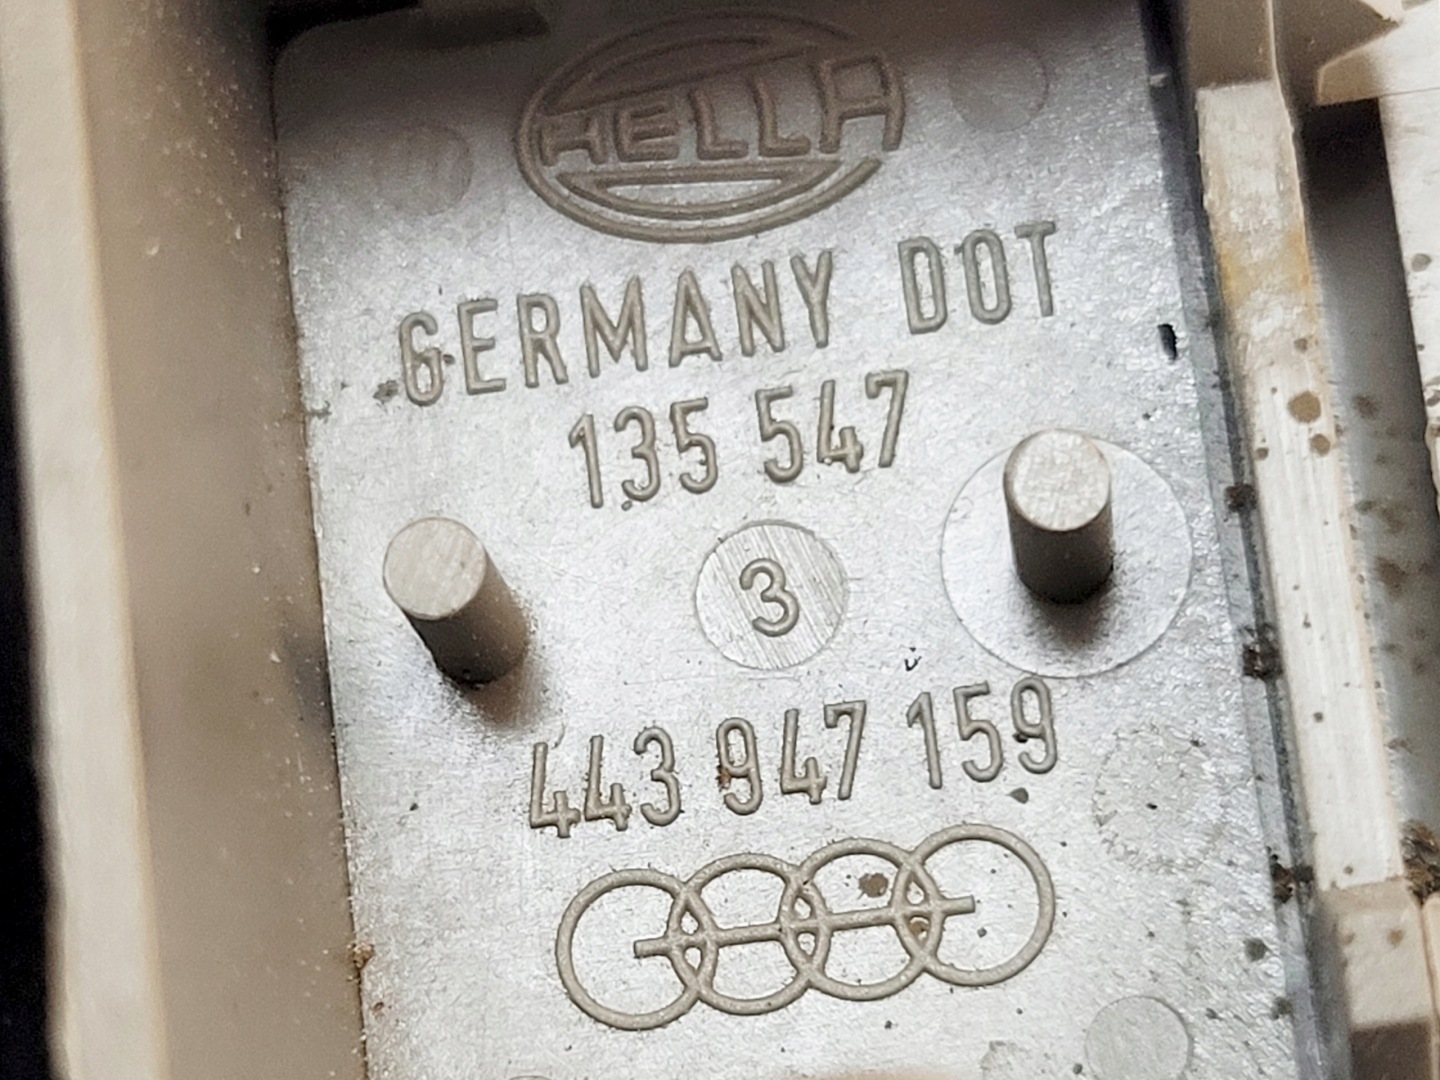 HELLA
GERMANY DOT
135 547
3
443 947 159